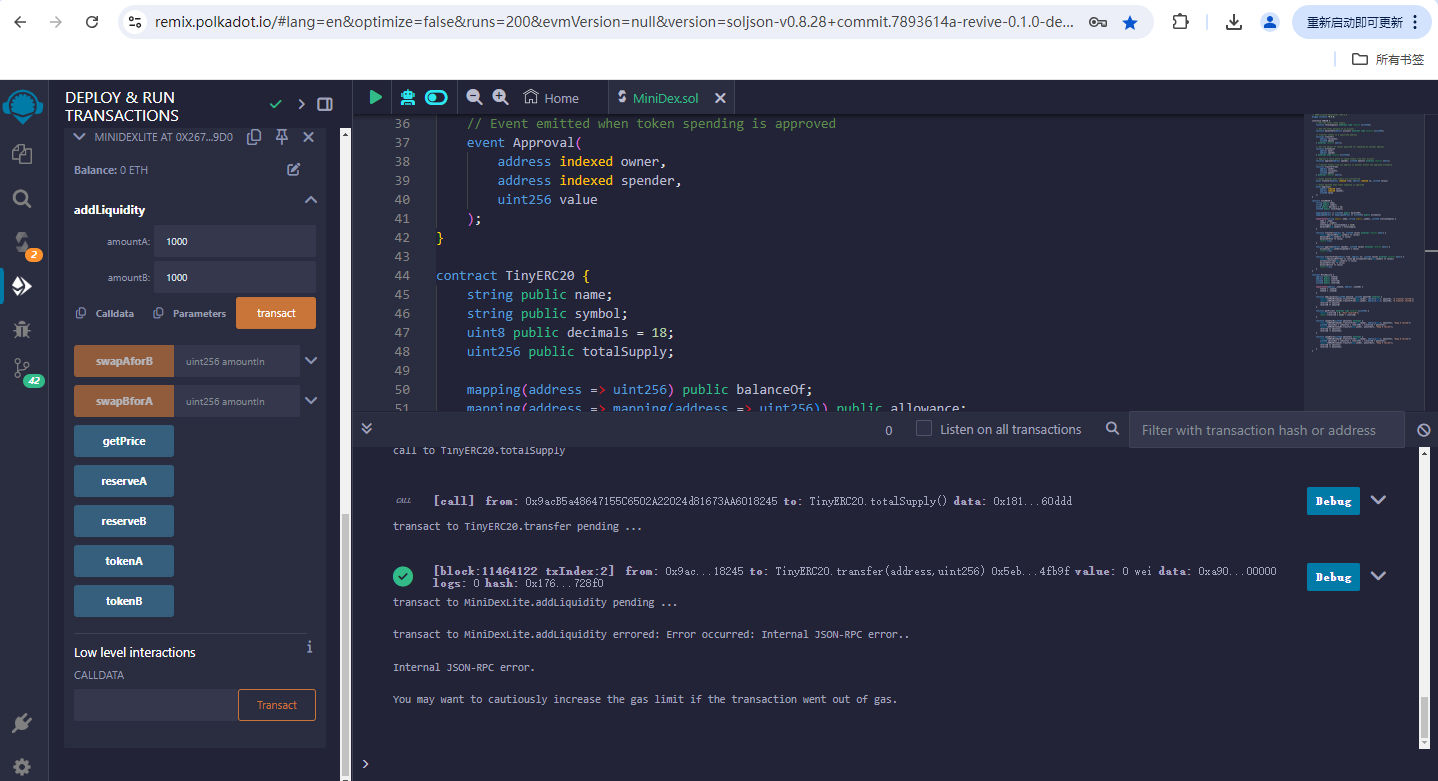 remix.polkadot.io/#lang=en&optimize=false&runs=200&evmVersion=null&version=soljson-v0.8.28+commit.7893614a-revive-0.1.0-de...
重新启动即可更新
所有书签
DEPLOY & RUN
TRANSACTIONS
MINIDEXLITE AT 0X267...9D0
Balance: 0 ETH
addLiquidity
amountA: 1000
amountB: 1000
Calldata Parameters transact
swapAforB uint256 amountIn
swapBforA uint256 amountIn
getPrice
reserveA
reserveB
tokenA
tokenB
Low level interactions
CALLDATA
Transact
2
42
Home
MiniDex.sol
36 // Event emitted when token spending is approved
37 event Approval(
38 address indexed owner,
39 address indexed spender,
40 uint256 value
41 );
42 }
43
44 contract TinyERC20 {
45 string public name;
46 string public symbol;
47 uint8 public decimals = 18;
48 uint256 public totalSupply;
49
50 mapping(address => uint256) public balanceOf;
51 mapping(address => mapping(address => uint256)) public allowance;
0 Listen on all transactions Filter with transaction hash or address
call to TinyERC20.totalSupply
CALL [call] from: 0x9acB5a48647155C6502A22024d81673AA6018245 to: TinyERC20.totalSupply() data: 0x181...60ddd Debug
transact to TinyERC20.transfer pending ...
[block:11464122 txIndex:2] from: 0x9ac...18245 to: TinyERC20.transfer(address,uint256) 0x5eb...4fb9f value: 0 wei data: 0xa90...00000 Debug
logs: 0 hash: 0x176...728f0
transact to MiniDexLite.addLiquidity pending ...
transact to MiniDexLite.addLiquidity errored: Error occurred: Internal JSON-RPC error..
Internal JSON-RPC error.
You may want to cautiously increase the gas limit if the transaction went out of gas.
>